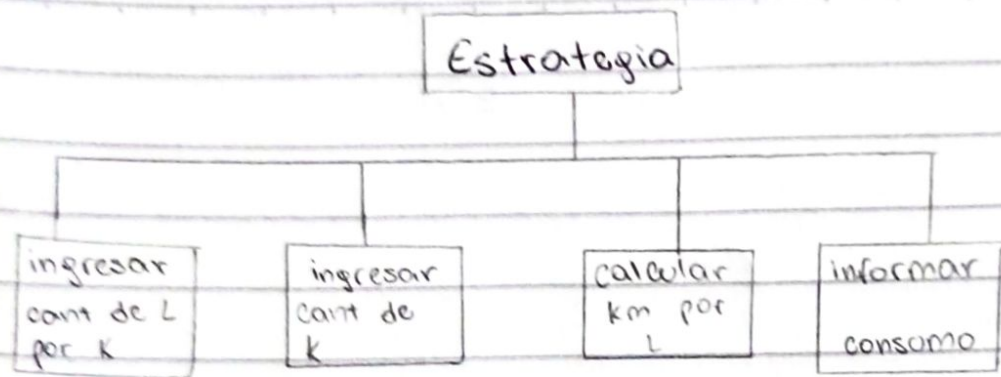 Estrategia
ingresar
cant de L
por K
ingresar
cant de
K
calcular
km por
L
informar
consumo